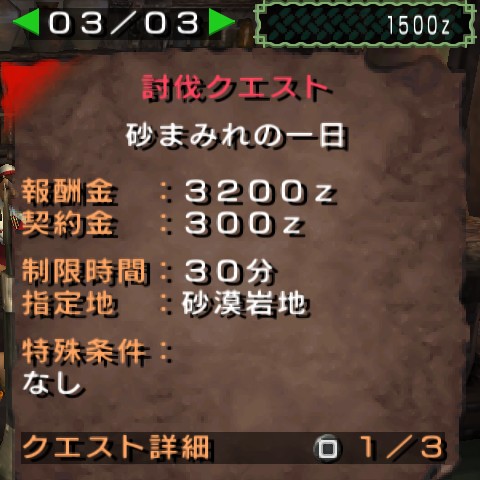 03/03
1500z
討伐クエスト
砂まみれの一日
報酬金 :3200z
契約金 :300z
制限時間:30分
指定地 :砂漠岩地
特殊条件:
なし
クエスト詳細 1/3